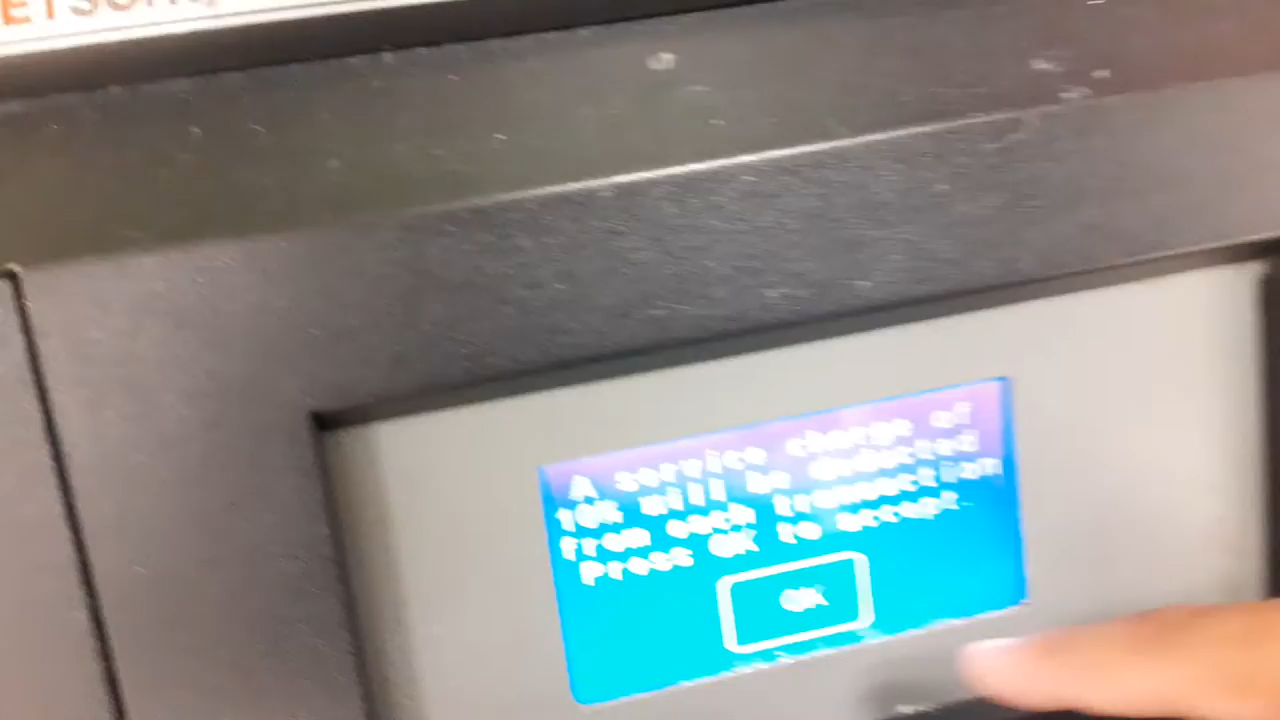 A service charge of
10% will be deducted
from each transaction
Press OK to accept.
OK